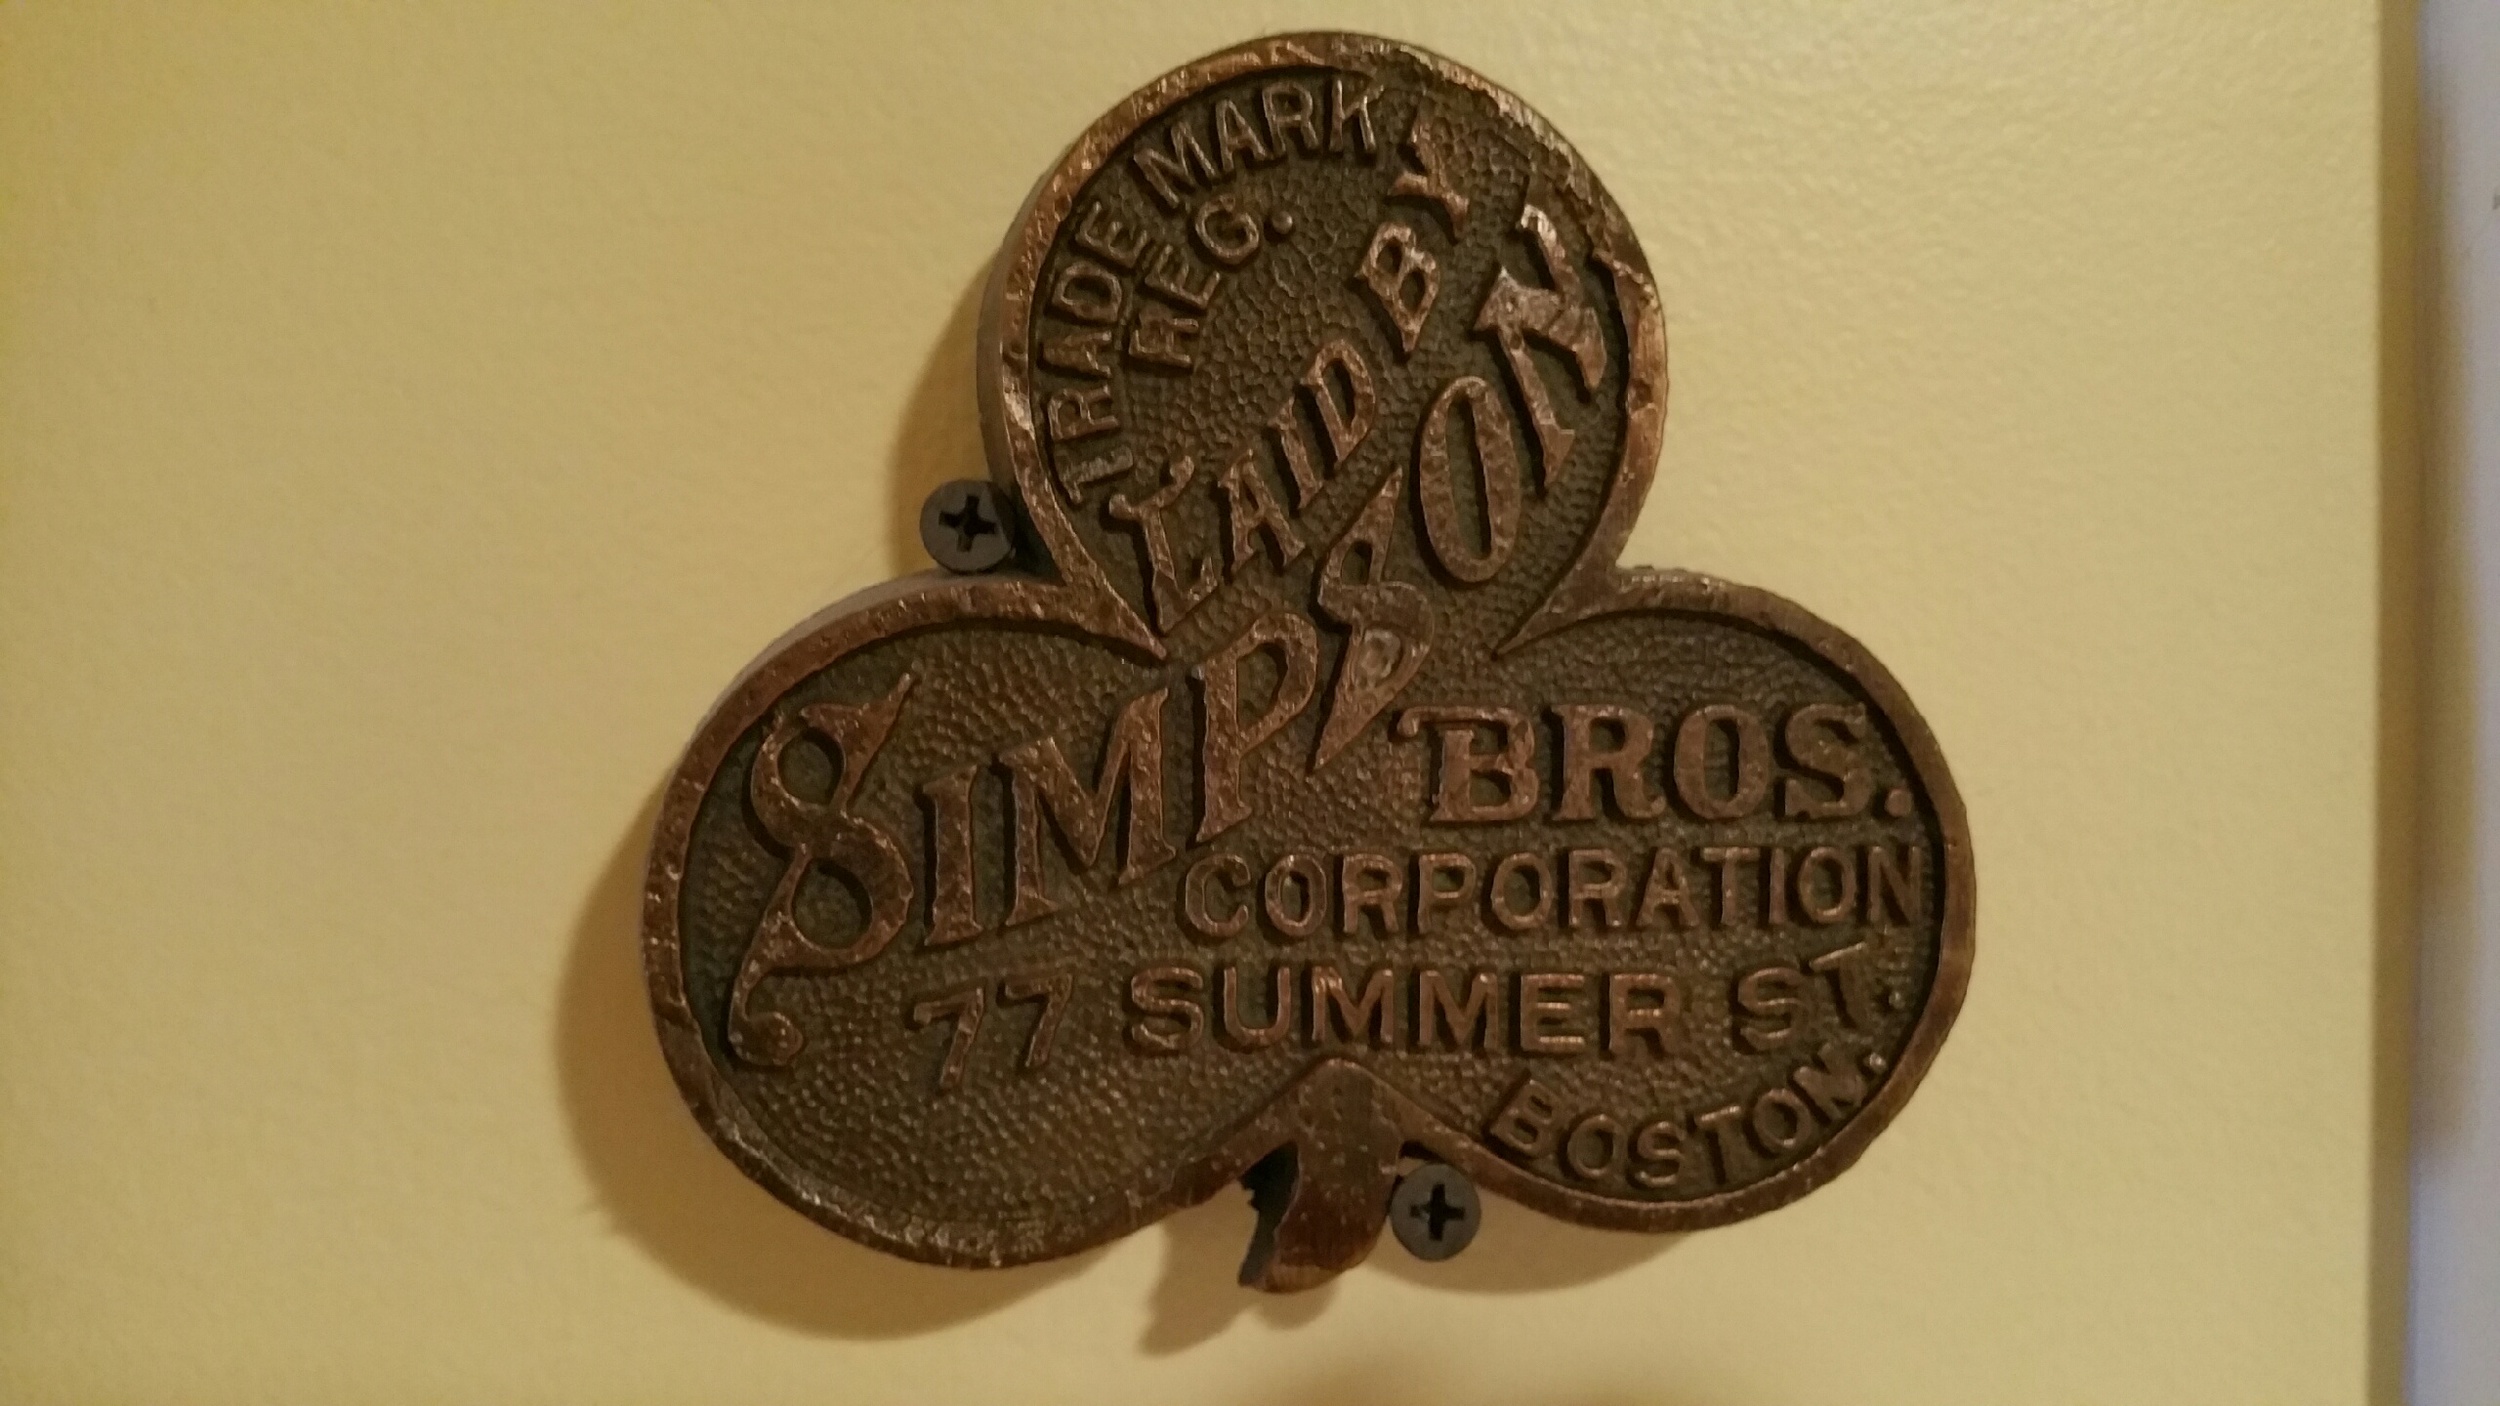 TRADE MARK
REG.
LAID BY
SIMPSON
BROS.
CORPORATION
77 SUMMER ST.
BOSTON.